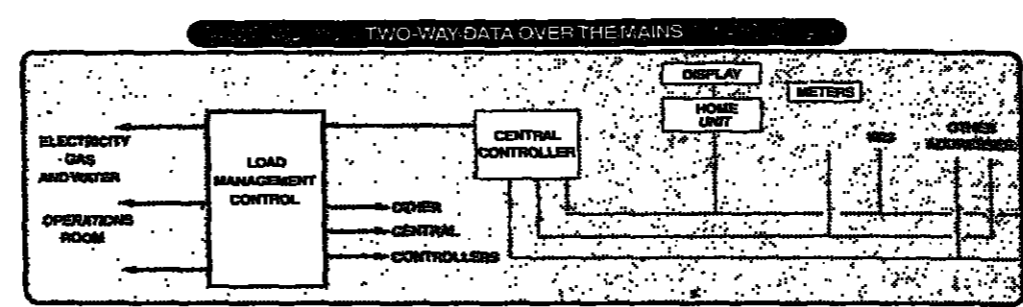 TWO-WAY DATA OVER THE MAINS
DISPLAY
METERS
HOME
UNIT
OTHER
ADDRESSES
ELECTRICITY
GAS
AND WATER
OPERATIONS
ROOM
LOAD
MANAGEMENT
CONTROL
CENTRAL
CONTROLLER
OTHER
CENTRAL
CONTROLLERS